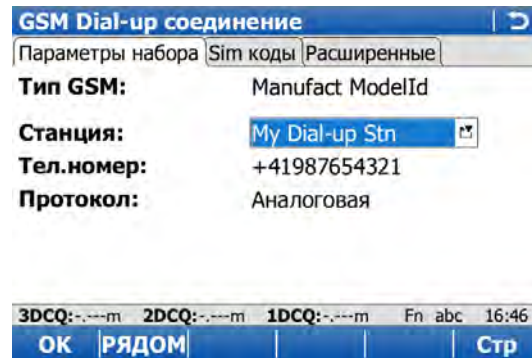 GSM Dial-up соединение
Параметры набора Sim коды Расширенные
Тип GSM: Manufact ModelId
Станция: My Dial-up Stn
Тел.номер: +41987654321
Протокол: Аналоговая
3DCQ:-.---m 2DCQ:-.---m 1DCQ:-.---m Fn abc 16:46
ОК РЯДОМ Стр